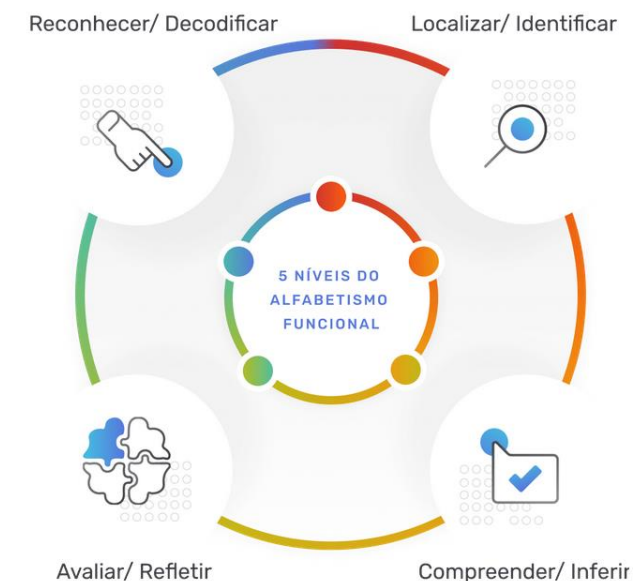 Reconhecer/ Decodificar
Localizar/ Identificar
5 NÍVEIS DO
ALFABETISMO
FUNCIONAL
Avaliar/ Refletir
Compreender/ Inferir